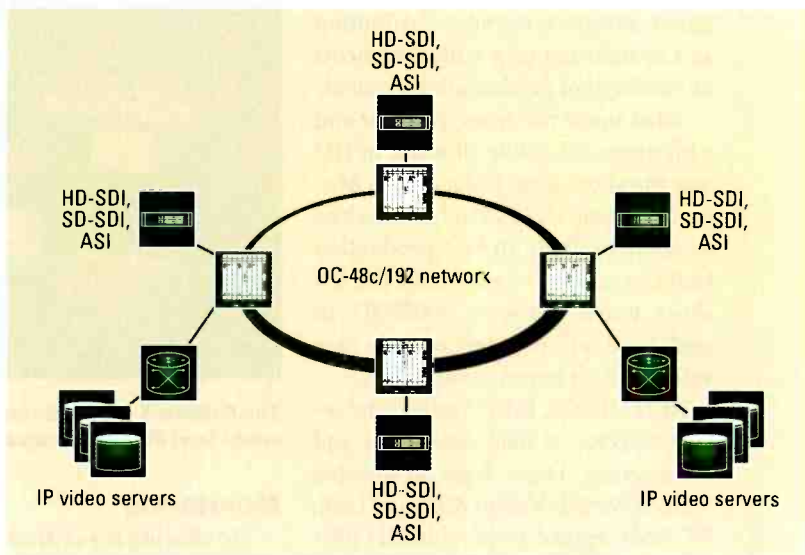 HD-SDI,
SD-SDI,
ASI
HD-SDI,
SD-SDI,
ASI
HD-SDI,
SD-SDI,
ASI
OC-48c/192 network
IP video servers
HD-SDI,
SD-SDI,
ASI
IP video servers